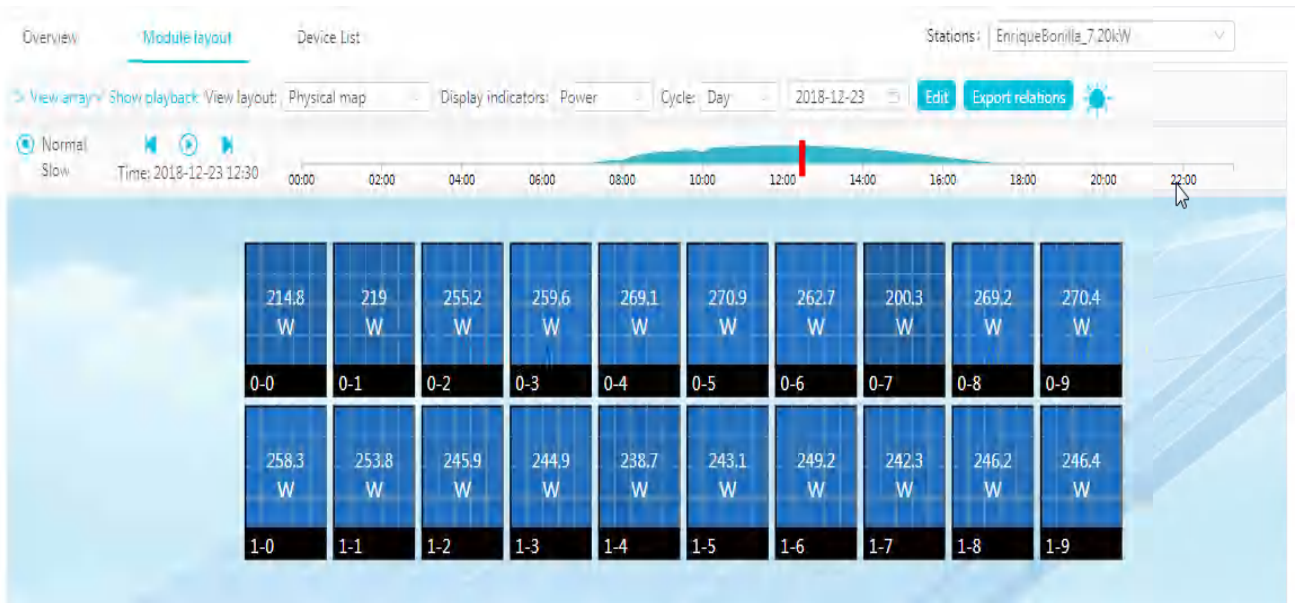 Overview Module layout Device List Stations: EnriqueBonilla_7.20kW
View array Show playback View layout: Physical map Display indicators: Power Cycle: Day 2018-12-23 Edit Export relations
Normal
Slow Time: 2018-12-23 12:30
00:00 02:00 04:00 06:00 08:00 10:00 12:00 14:00 16:00 18:00 20:00 22:00
214.8 219 255.2 259.6 269.1 270.9 262.7 200.3 269.2 270.4
W W W W W W W W W W
0-0 0-1 0-2 0-3 0-4 0-5 0-6 0-7 0-8 0-9
258.3 253.8 245.9 244.9 238.7 243.1 249.2 242.3 246.2 246.4
W W W W W W W W W W
1-0 1-1 1-2 1-3 1-4 1-5 1-6 1-7 1-8 1-9